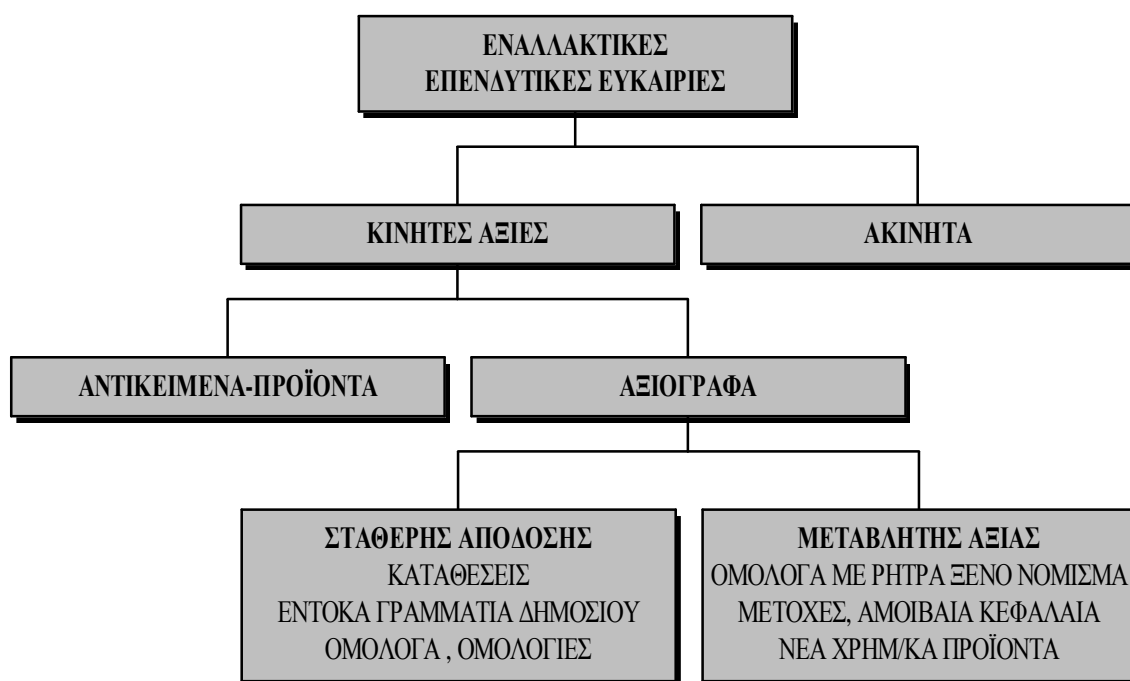 ΕΝΑΛΛΑΚΤΙΚΕΣ
ΕΠΕΝΔΥΤΙΚΕΣ ΕΥΚΑΙΡΙΕΣ
ΚΙΝΗΤΕΣ ΑΞΙΕΣ
ΑΚΙΝΗΤΑ
ΑΝΤΙΚΕΙΜΕΝΑ-ΠΡΟΪΟΝΤΑ
ΑΞΙΟΓΡΑΦΑ
ΣΤΑΘΕΡΗΣ ΑΠΟΔΟΣΗΣ
ΚΑΤΑΘΕΣΕΙΣ
ΕΝΤΟΚΑ ΓΡΑΜΜΑΤΙΑ ΔΗΜΟΣΙΟΥ
ΟΜΟΛΟΓΑ , ΟΜΟΛΟΓΙΕΣ
ΜΕΤΑΒΛΗΤΗΣ ΑΞΙΑΣ
ΟΜΟΛΟΓΑ ΜΕ ΡΗΤΡΑ ΞΕΝΟ ΝΟΜΙΣΜΑ
ΜΕΤΟΧΕΣ, ΑΜΟΙΒΑΙΑ ΚΕΦΑΛΑΙΑ
ΝΕΑ ΧΡΗΜ/ΚΑ ΠΡΟΪΟΝΤΑ